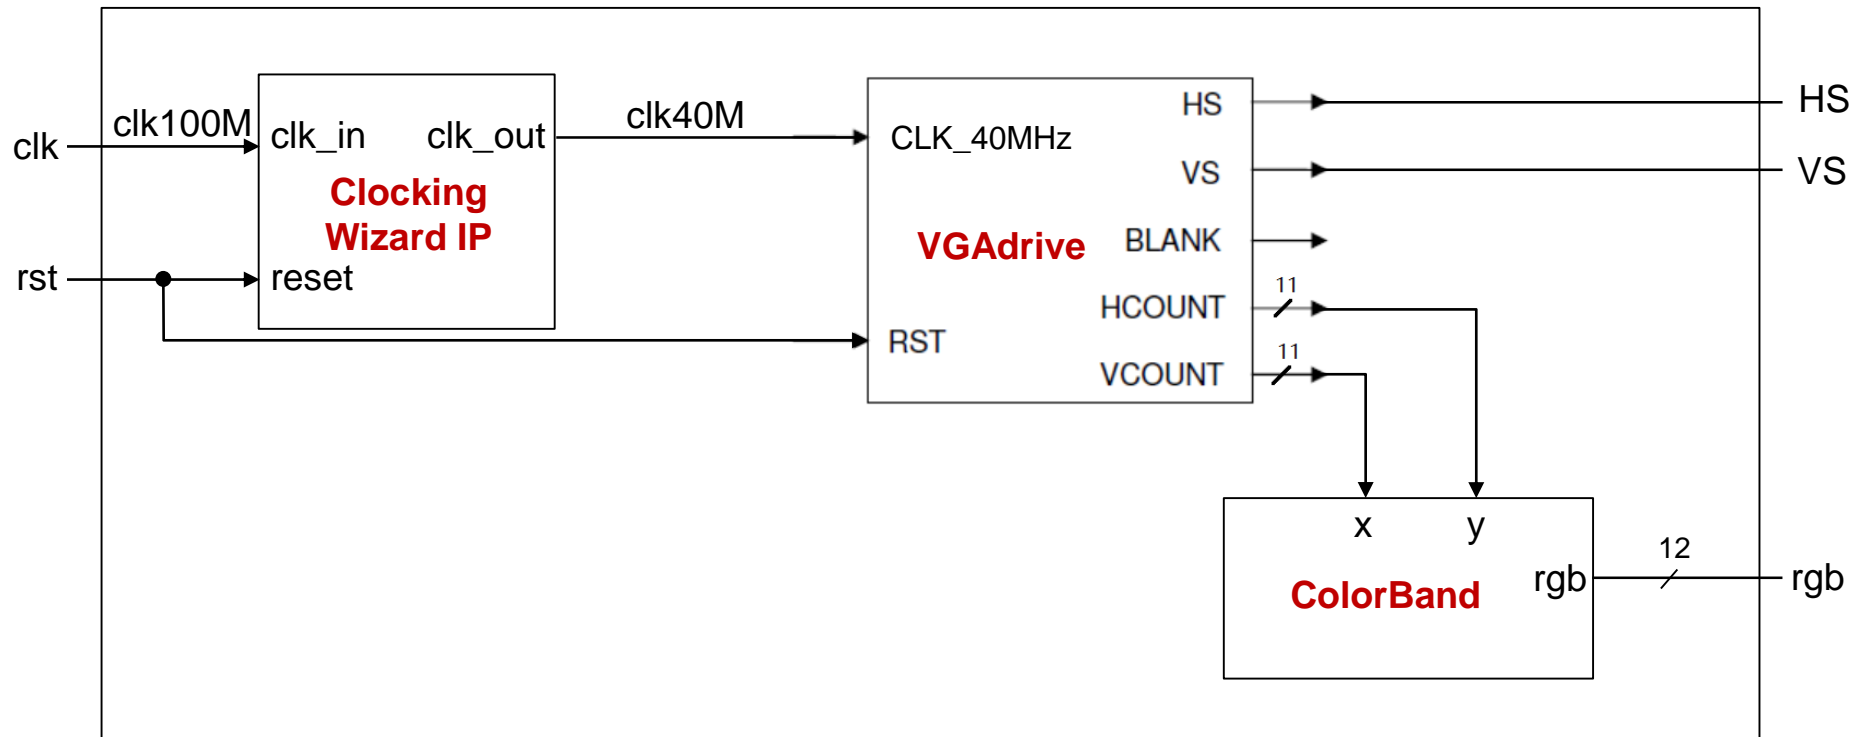 clk
clk100M
clk_in
clk_out
Clocking
Wizard IP
rst
reset
clk40M
CLK_40MHz
HS
VS
VGAdrive
BLANK
11
HCOUNT
RST
11
VCOUNT
HS
VS
x
y
rgb
ColorBand
12
rgb